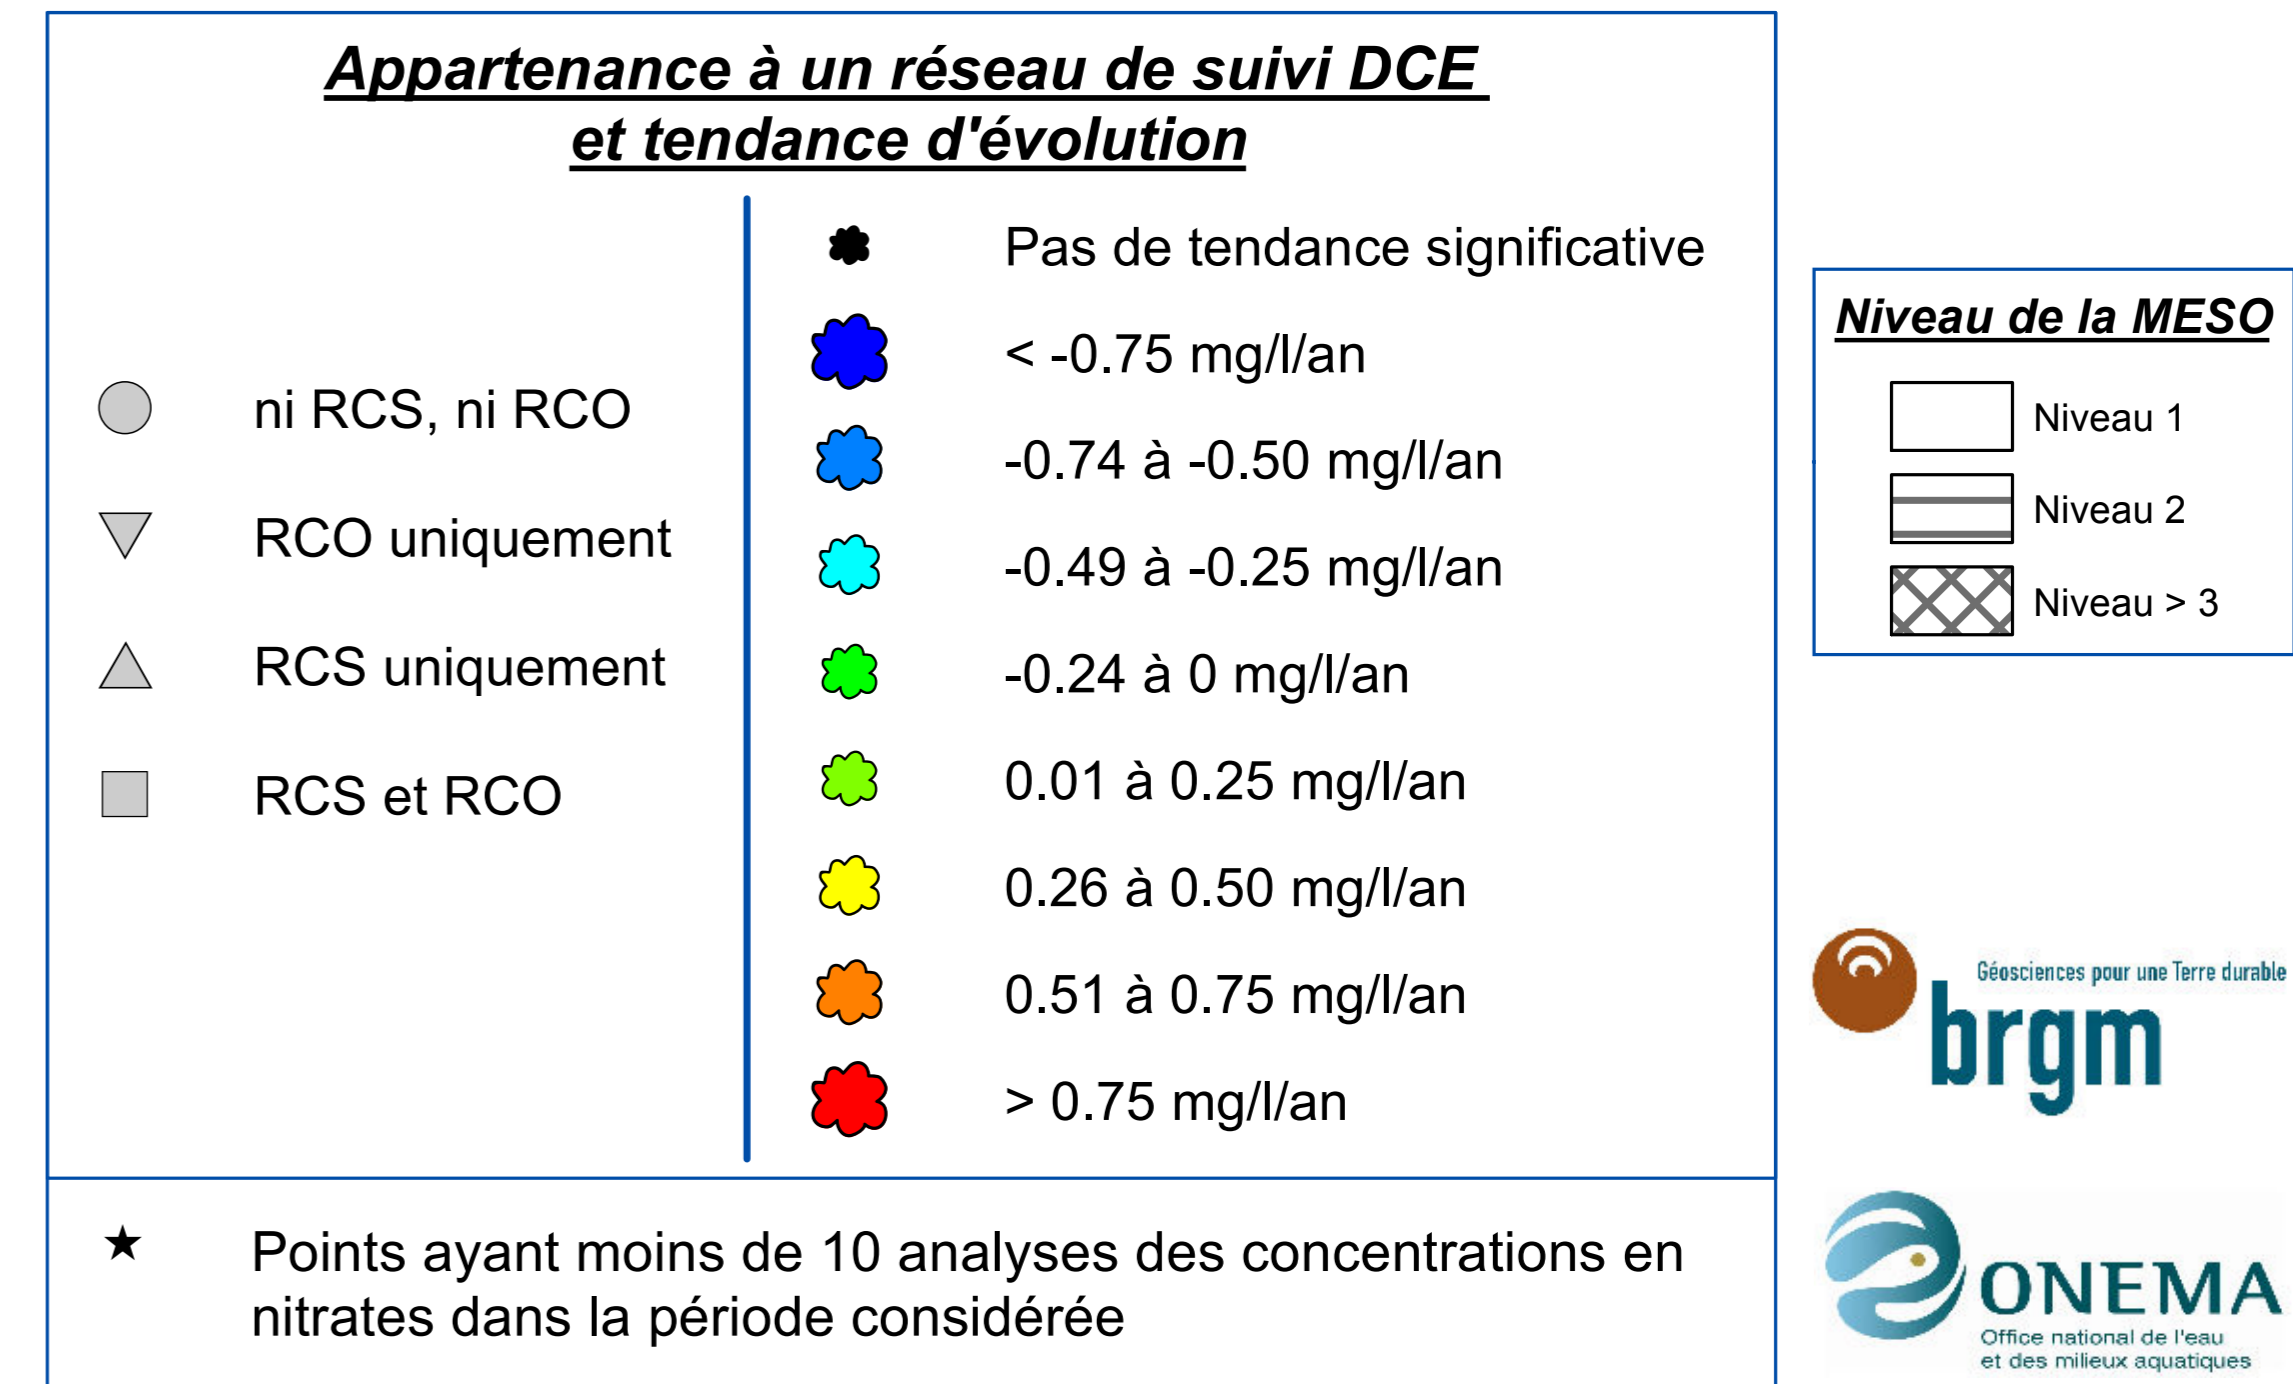 Appartenance à un réseau de suivi DCE
et tendance d'évolution
ni RCS, ni RCO
RCO uniquement
RCS uniquement
RCS et RCO
Pas de tendance significative
< -0.75 mg/l/an
-0.74 à -0.50 mg/l/an
-0.49 à -0.25 mg/l/an
-0.24 à 0 mg/l/an
0.01 à 0.25 mg/l/an
0.26 à 0.50 mg/l/an
0.51 à 0.75 mg/l/an
> 0.75 mg/l/an
Points ayant moins de 10 analyses des concentrations en
nitrates dans la période considérée
Niveau de la MESO
Niveau 1
Niveau 2
Niveau > 3
Géosciences pour une Terre durable
brgm
ONEMA
Office national de l'eau
et des milieux aquatiques